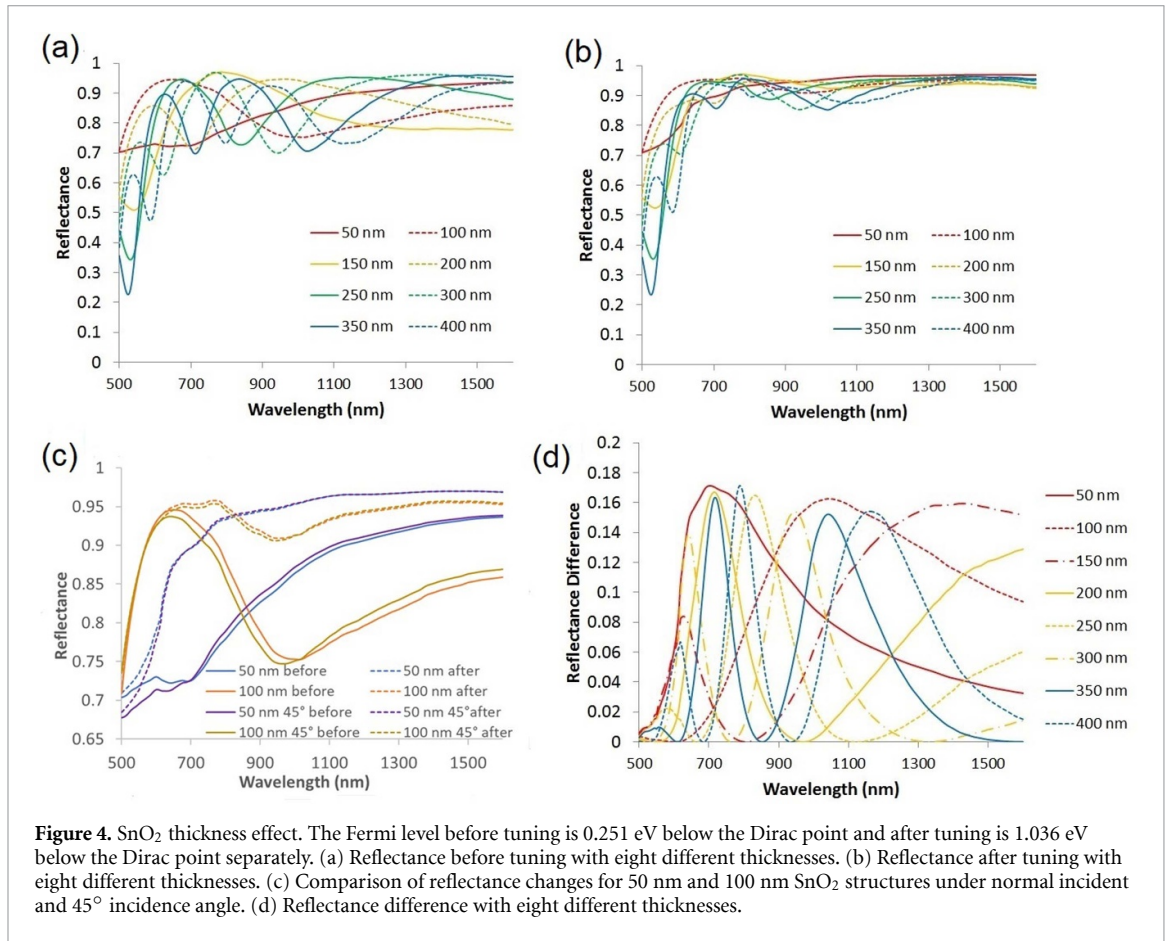 (a)
1
0.9
0.8
0.7
0.6
0.5
0.4
0.3
0.2
0.1
0
Reflectance
50 nm 100 nm
150 nm 200 nm
250 nm 300 nm
350 nm 400 nm
500 700 900 1100 1300 1500
Wavelength (nm)
(b)
1
0.9
0.8
0.7
0.6
0.5
0.4
0.3
0.2
0.1
0
Reflectance
50 nm 100 nm
150 nm 200 nm
250 nm 300 nm
350 nm 400 nm
500 700 900 1100 1300 1500
Wavelength (nm)
(c)
1
0.95
0.9
0.85
0.8
0.75
0.7
0.65
Reflectance
50 nm before 50 nm after
100 nm before 100 nm after
50 nm 45° before 50 nm 45°after
100 nm 45° before 100 nm 45° after
500 700 900 1100 1300 1500
Wavelength (nm)
(d)
0.2
0.18
0.16
0.14
0.12
0.1
0.08
0.06
0.04
0.02
0
Reflectance Difference
500 700 900 1100 1300 1500
Wavelength (nm)
50 nm
100 nm
150 nm
200 nm
250 nm
300 nm
350 nm
400 nm
Figure 4. SnO₂ thickness effect. The Fermi level before tuning is 0.251 eV below the Dirac point and after tuning is 1.036 eV
below the Dirac point separately. (a) Reflectance before tuning with eight different thicknesses. (b) Reflectance after tuning with
eight different thicknesses. (c) Comparison of reflectance changes for 50 nm and 100 nm SnO₂ structures under normal incident
and 45° incidence angle. (d) Reflectance difference with eight different thicknesses.